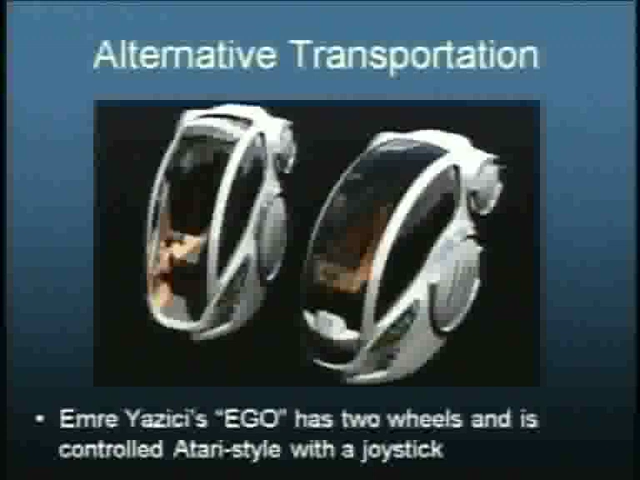 Alternative Transportation
• Emre Yazici's "EGO" has two wheels and is
controlled Atari-style with a joystick